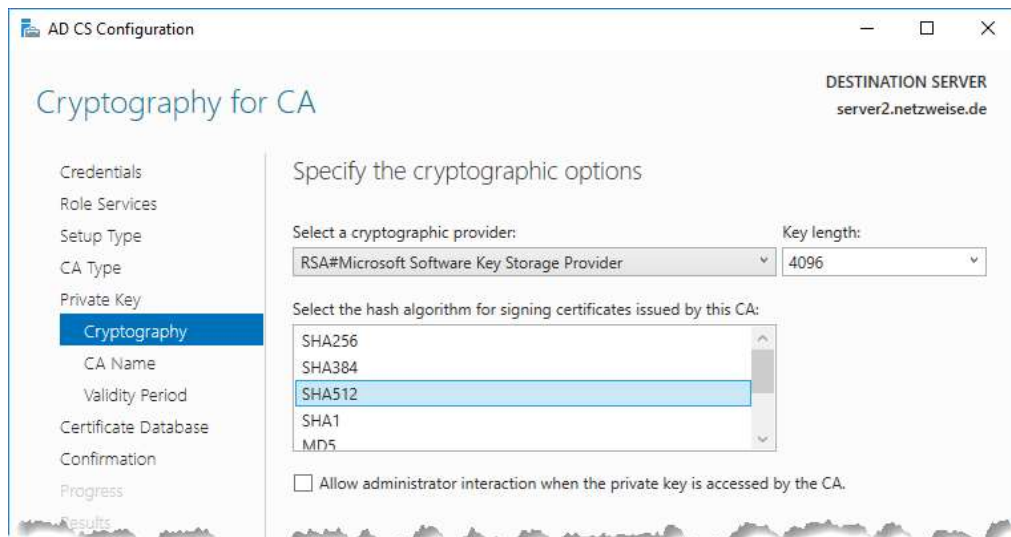 AD CS Configuration
DESTINATION SERVER
server2.netzweise.de
Cryptography for CA
Credentials
Role Services
Setup Type
CA Type
Private Key
Cryptography
CA Name
Validity Period
Certificate Database
Confirmation
Progress
Results
Specify the cryptographic options
Select a cryptographic provider:
Key length:
RSA#Microsoft Software Key Storage Provider
4096
Select the hash algorithm for signing certificates issued by this CA:
SHA256
SHA384
SHA512
SHA1
MD5
Allow administrator interaction when the private key is accessed by the CA.